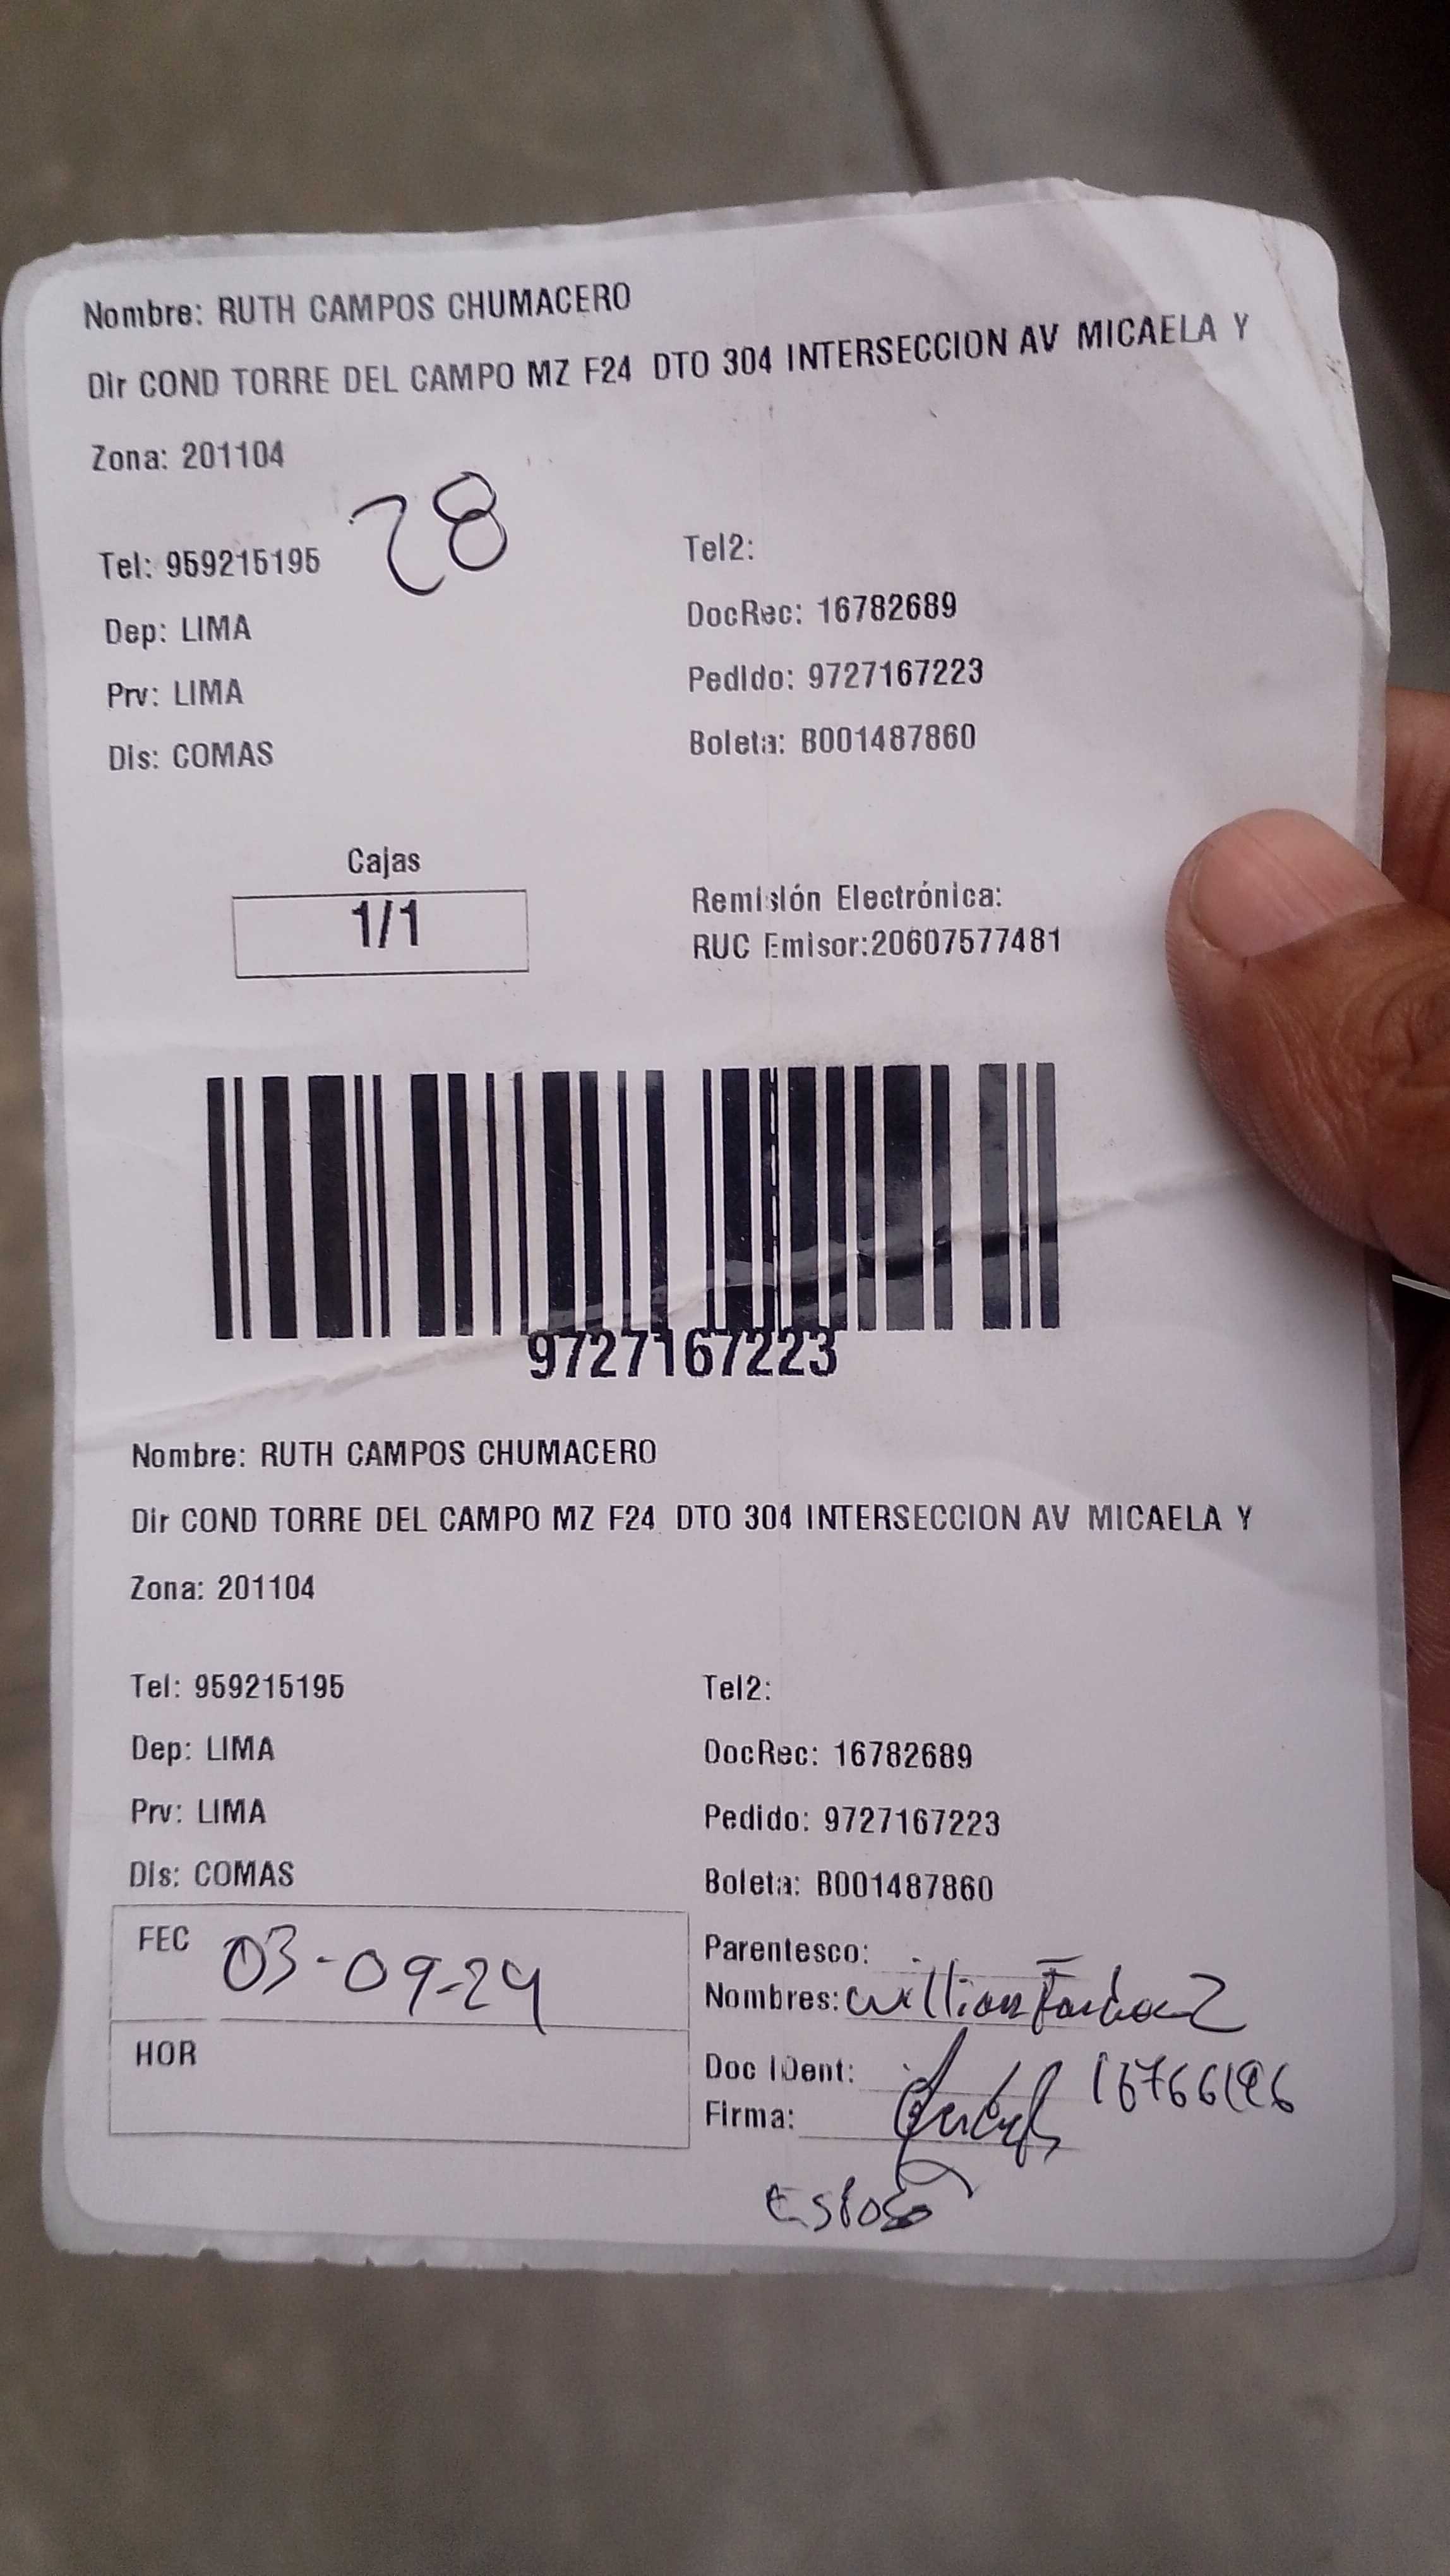 Nombre: RUTH CAMPOS CHUMACERO
Dir COND TORRE DEL CAMPO MZ F24 DTO 304 INTERSECCION AV MICAELA Y
Zona: 201104
28
Tel: 959215195
Tel2:
Dep: LIMA
DocRec: 16782689
Prv: LIMA
Pedido: 9727167223
Dis: COMAS
Boleta: B001487860
Cajas
1/1
Remisión Electrónica:
RUC Emisor:20607577481
9727167223
Nombre: RUTH CAMPOS CHUMACERO
Dir COND TORRE DEL CAMPO MZ F24 DTO 304 INTERSECCION AV MICAELA Y
Zona: 201104
Tel: 959215195
Tel2:
Dep: LIMA
DocRec: 16782689
Prv: LIMA
Pedido: 9727167223
Dis: COMAS
Boleta: B001487860
FEC 03-09-24
Parentesco:
Nombres: William
HOR
Doc IDent:
Firma:
Esposo